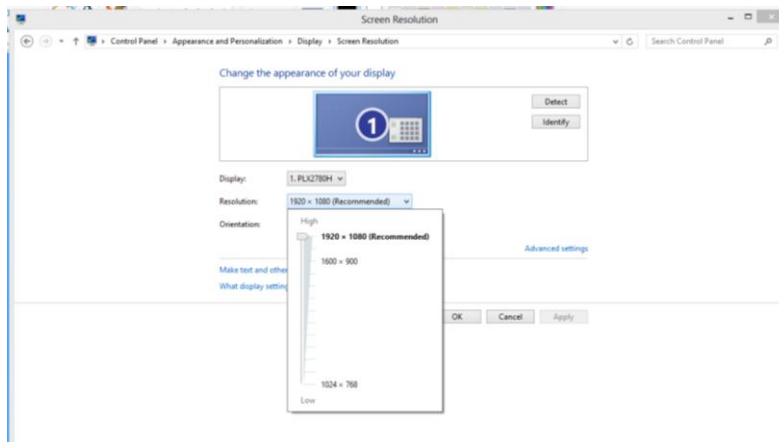 Screen Resolution
Control Panel › Appearance and Personalization › Display › Screen Resolution
Search Control Panel
Change the appearance of your display
1
Detect
Identify
Display: 1. PLX2780H
Resolution: 1920 × 1080 (Recommended)
Orientation:
High
1920 × 1080 (Recommended)
1600 × 900
1024 × 768
Low
Advanced settings
Make text and other
What display setting
OK Cancel Apply